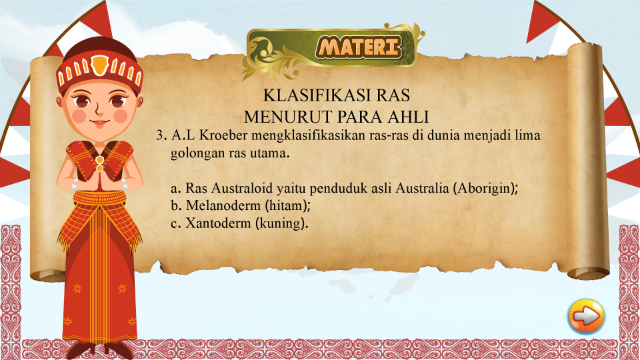 MATERI
KLASIFIKASI RAS
MENURUT PARA AHLI
3. A.L Kroeber mengklasifikasikan ras-ras di dunia menjadi lima
golongan ras utama.
a. Ras Australoid yaitu penduduk asli Australia (Aborigin);
b. Melanoderm (hitam);
c. Xantoderm (kuning).